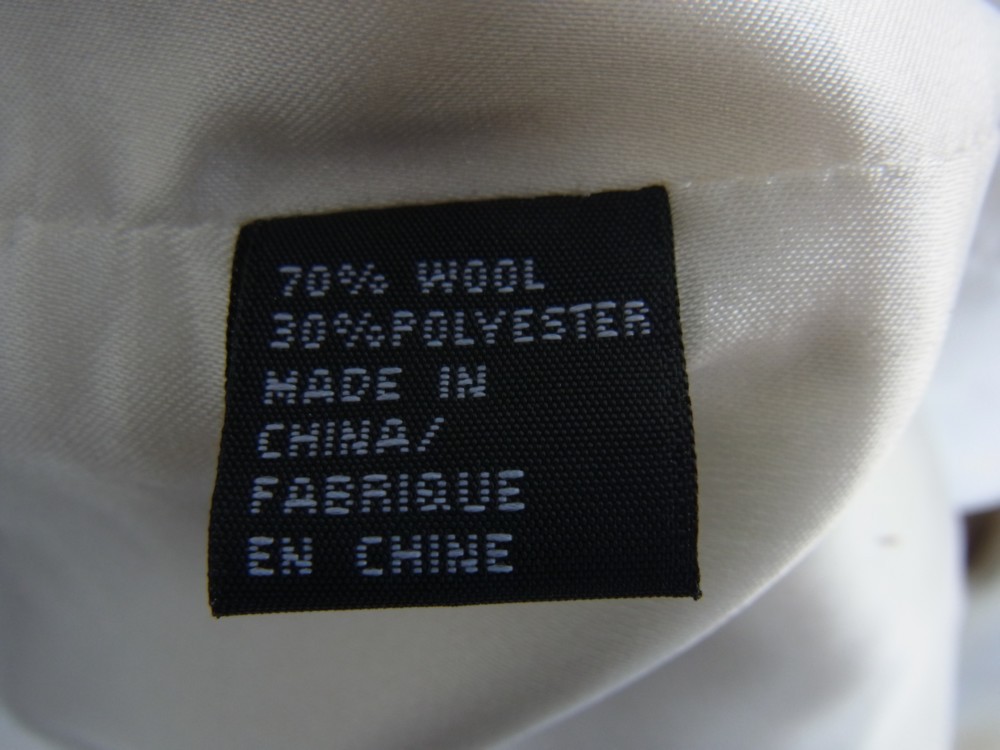 70% WOOL
30%POLYESTER
MADE IN
CHINA/
FABRIQUE
EN CHINE